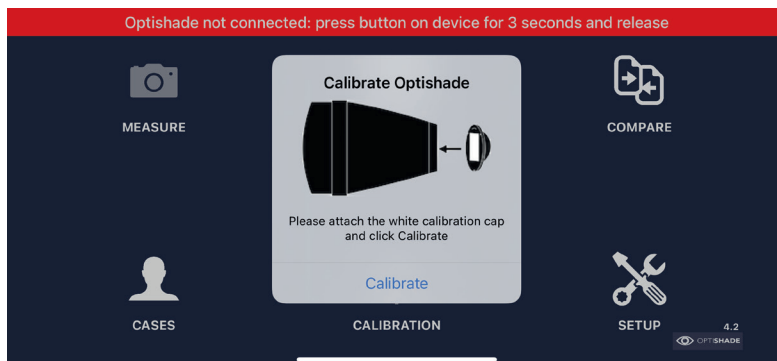 Optishade not connected: press button on device for 3 seconds and release
Calibrate Optishade
MEASURE
COMPARE
Please attach the white calibration cap
and click Calibrate
Calibrate
CASES
CALIBRATION
SETUP
4.2
OPTISHADE